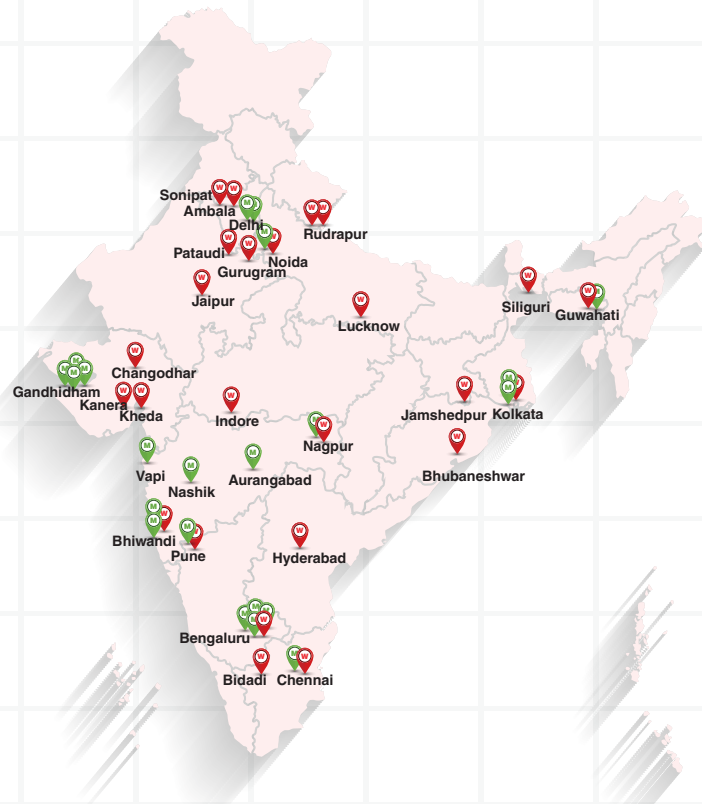 W W
Sonipat
M
Ambala
W W
Delhi
Rudrapur
M
W W
Pataudi
Noida
Gurugram
W
Jaipur
W
Siliguri
W
Guwahati
W
Lucknow
W
Changodhar
M M M M
Gandhidham
W W
Kanera
Kheda
W
Indore
M W
Nagpur
W
Jamshedpur
M M
Kolkata
W
Bhubaneshwar
M
Vapi
M
Nashik
M
Aurangabad
M M W
Bhiwandi
M
Pune
W
Hyderabad
M M M W
Bengaluru
W
Bidadi
M W
Chennai